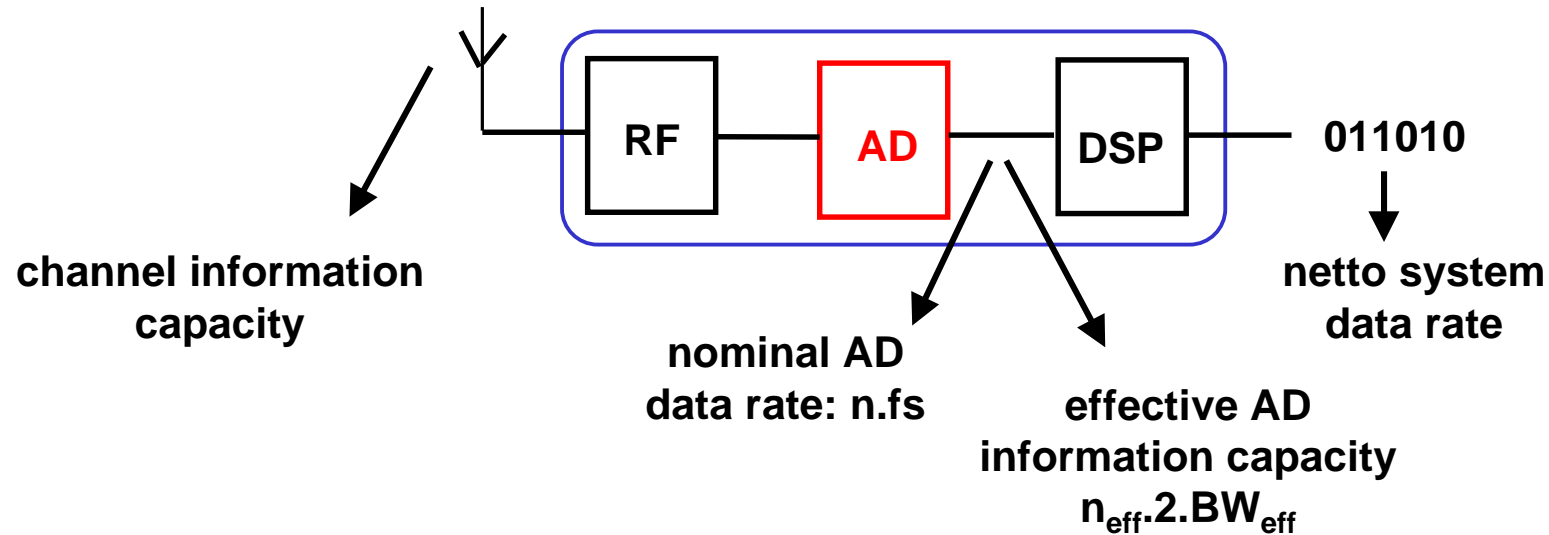 RF
AD
DSP
011010
channel information
capacity
nominal AD
data rate: n.fs
effective AD
information capacity
neff.2.BWeff
netto system
data rate